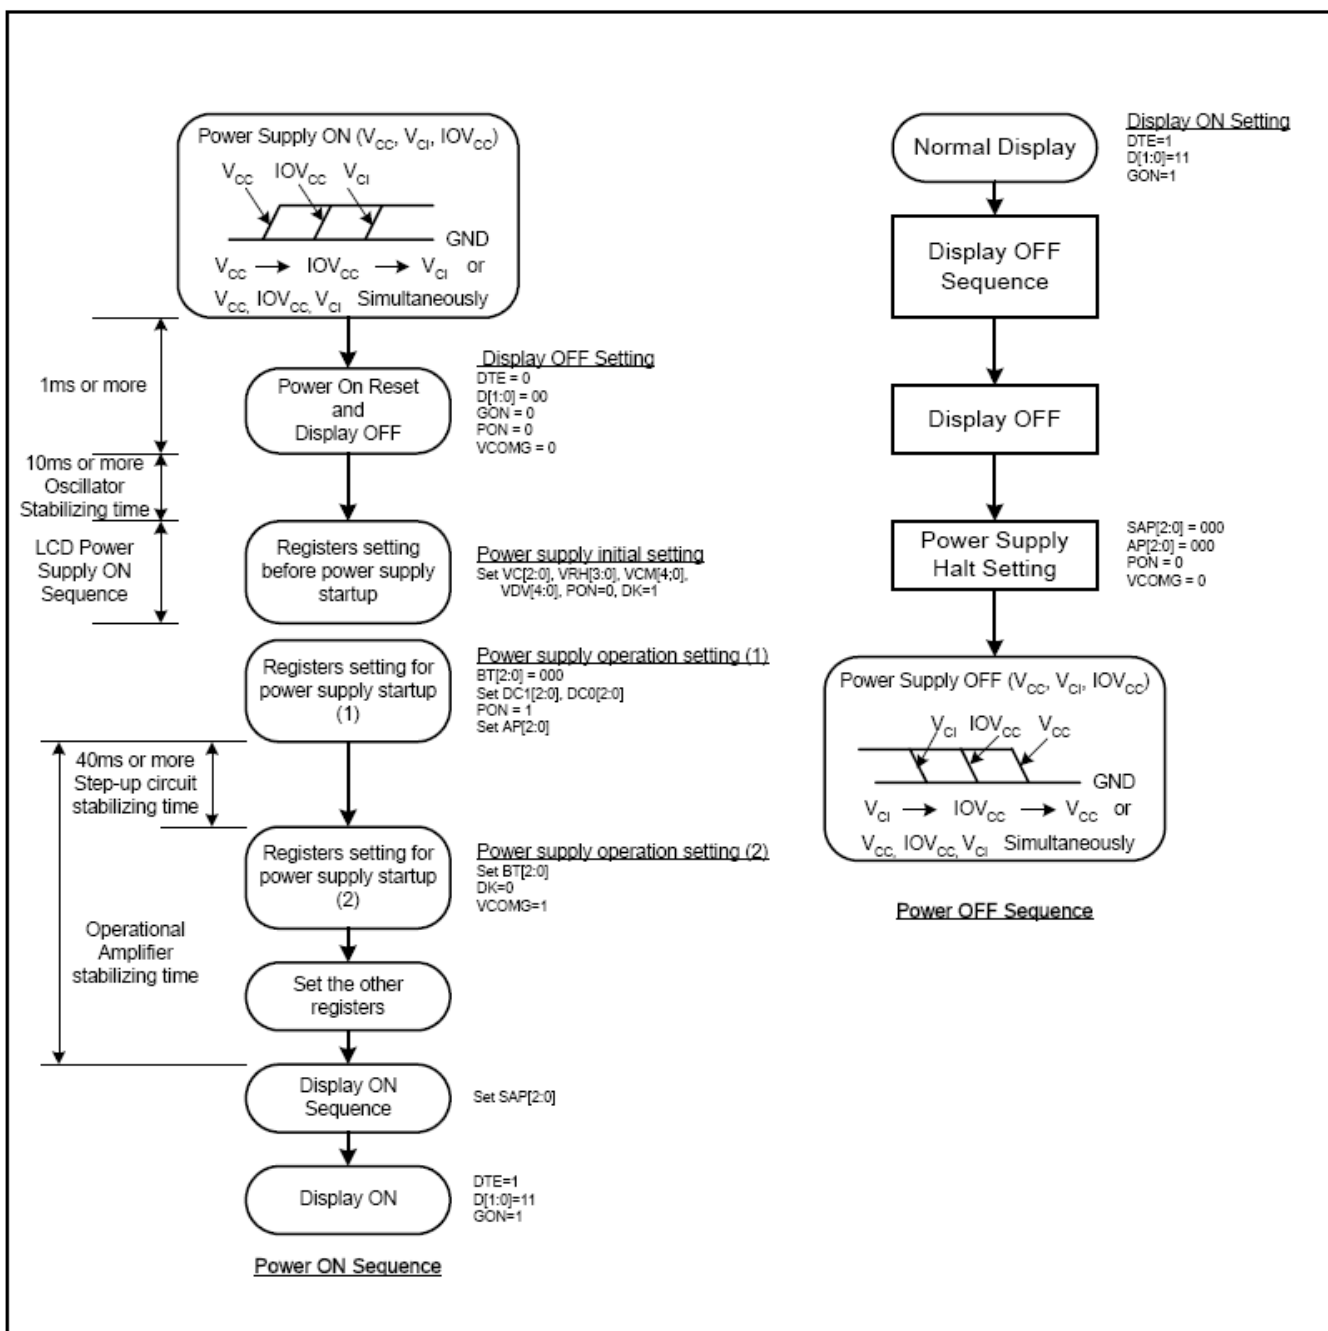 Power Supply ON (VCC, VCI, IOVCC)
VCC IOVCC VCI
GND
VCC → IOVCC → VCI or
VCC, IOVCC, VCI Simultaneously
1ms or more
Power On Reset
and
Display OFF
Display OFF Setting
DTE = 0
D[1:0] = 00
GON = 0
PON = 0
VCOMG = 0
10ms or more
Oscillator
Stabilizing time
LCD Power
Supply ON
Sequence
Registers setting
before power supply
startup
Power supply initial setting
Set VC[2:0], VRH[3:0], VCM[4;0],
VDV[4:0], PON=0, DK=1
Registers setting for
power supply startup
(1)
Power supply operation setting (1)
BT[2:0] = 000
Set DC1[2:0], DC0[2:0]
PON = 1
Set AP[2:0]
40ms or more
Step-up circuit
stabilizing time
Registers setting for
power supply startup
(2)
Power supply operation setting (2)
Set BT[2:0]
DK=0
VCOMG=1
Operational
Amplifier
stabilizing time
Set the other
registers
Display ON
Sequence
Set SAP[2:0]
Display ON
DTE=1
D[1:0]=11
GON=1
Power ON Sequence
Normal Display
Display ON Setting
DTE=1
D[1:0]=11
GON=1
Display OFF
Sequence
Display OFF
Power Supply
Halt Setting
SAP[2:0] = 000
AP[2:0] = 000
PON = 0
VCOMG = 0
Power Supply OFF (VCC, VCI, IOVCC)
VCI IOVCC VCC
GND
VCI → IOVCC → VCC or
VCC, IOVCC, VCI Simultaneously
Power OFF Sequence